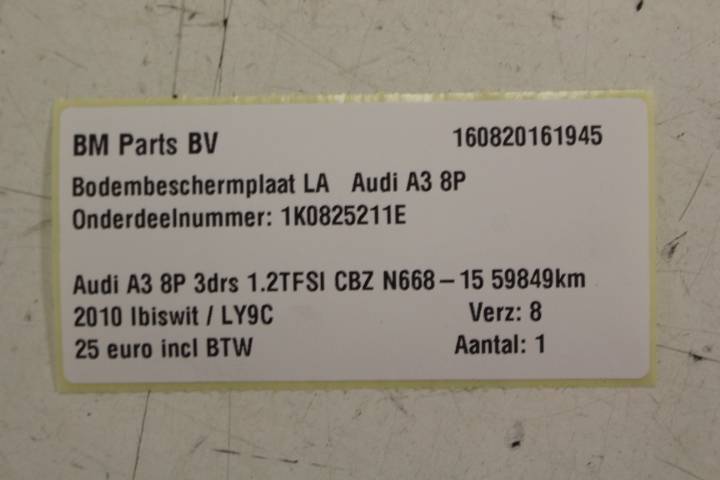 BM Parts BV 160820161945
Bodembeschermplaat LA Audi A3 8P
Onderdeelnummer: 1K0825211E
Audi A3 8P 3drs 1.2TFSI CBZ N668-15 59849km
2010 Ibiswit / LY9C Verz: 8
25 euro incl BTW Aantal: 1